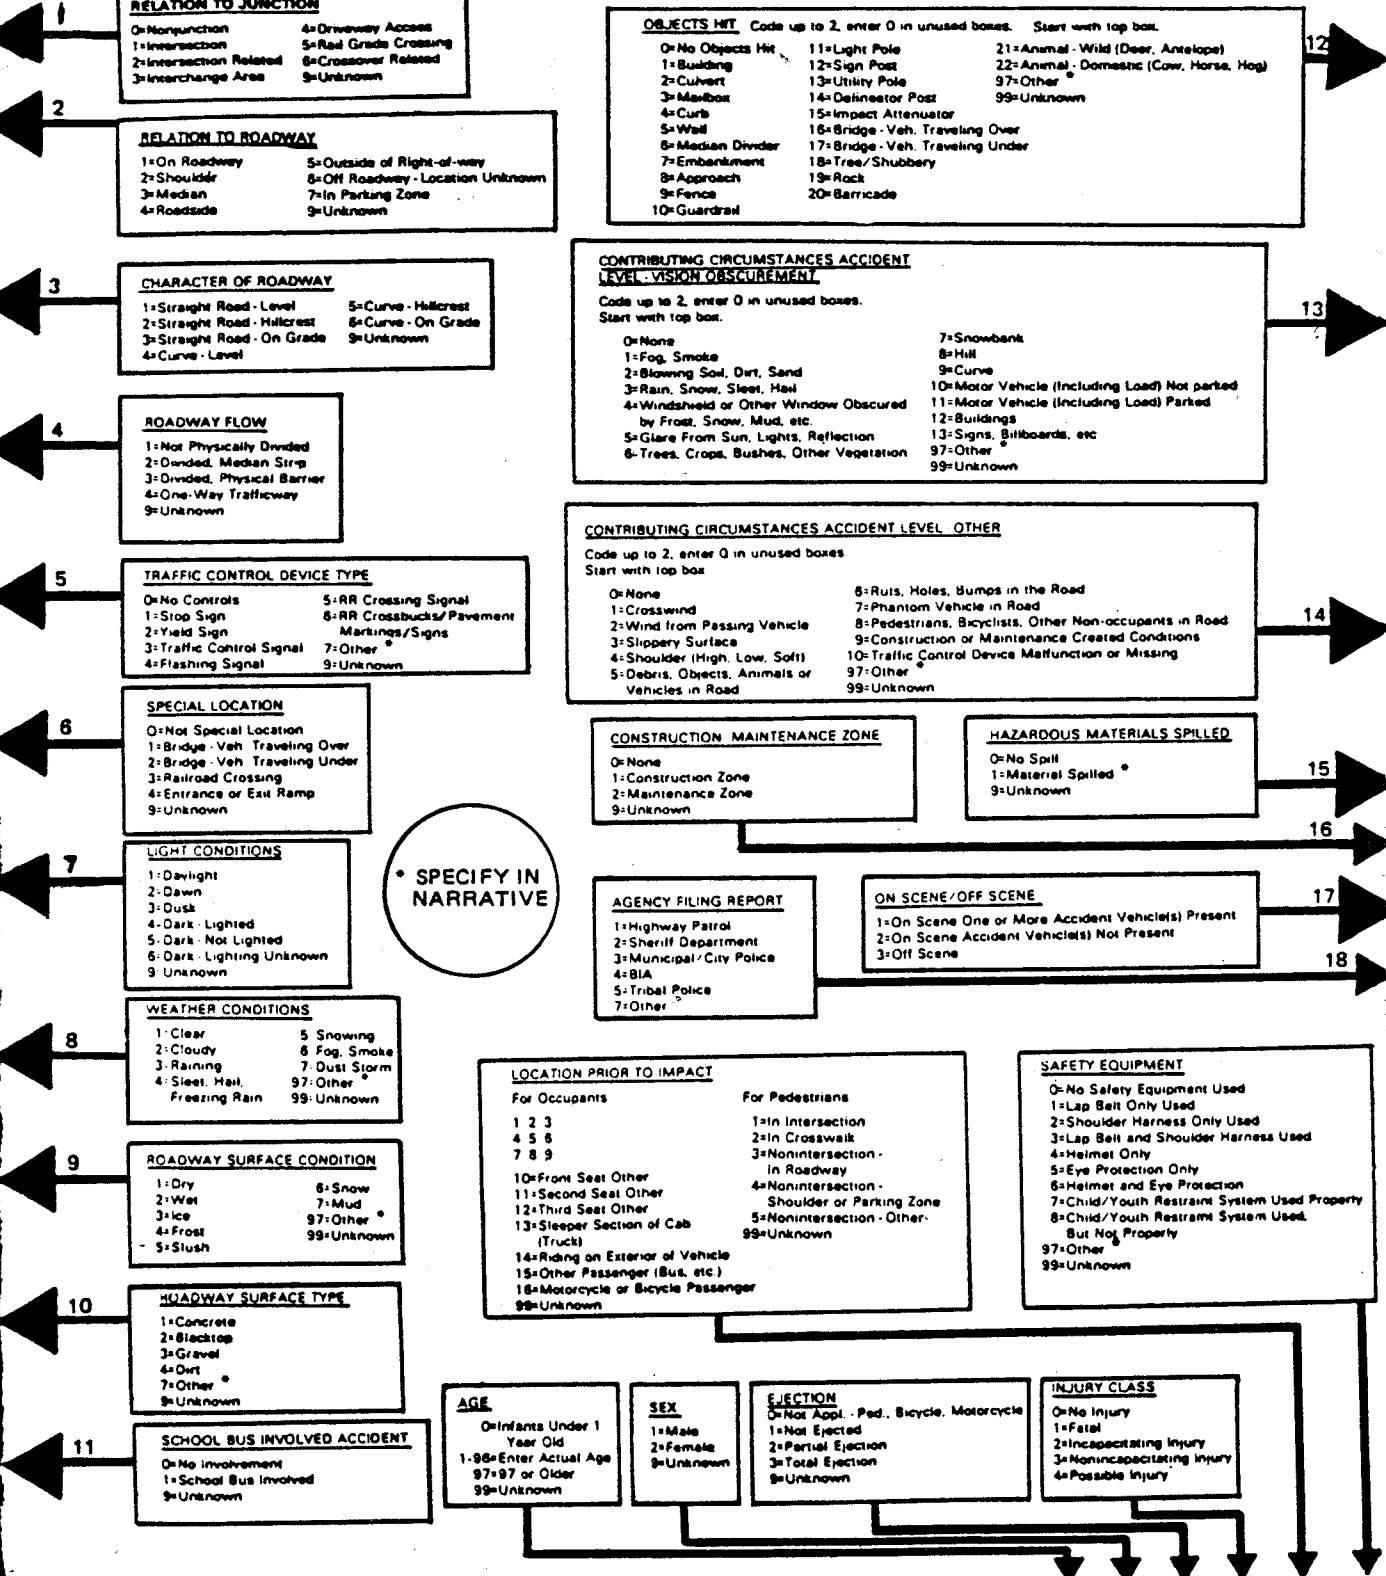 1
RELATION TO JUNCTION
0=Nonjunction
1=Intersection
2=Intersection Related
3=Interchange Area
4=Driveway Access
5=Rail Grade Crossing
6=Crossover Related
9=Unknown
2
RELATION TO ROADWAY
1=On Roadway
2=Shoulder
3=Median
4=Roadside
5=Outside of Right-of-way
6=Off Roadway - Location Unknown
7=In Parking Zone
9=Unknown
3
CHARACTER OF ROADWAY
1=Straight Road - Level
2=Straight Road - Hillcrest
3=Straight Road - On Grade
4=Curve - Level
5=Curve - Hillcrest
6=Curve - On Grade
9=Unknown
4
ROADWAY FLOW
1=Not Physically Divided
2=Divided, Median Strip
3=Divided, Physical Barrier
4=One-Way Trafficway
9=Unknown
5
TRAFFIC CONTROL DEVICE TYPE
0=No Controls
1=Stop Sign
2=Yield Sign
3=Traffic Control Signal
4=Flashing Signal
5=RR Crossing Signal
6=RR Crossbucks/Pavement
Markings/Signs
7=Other *
9=Unknown
6
SPECIAL LOCATION
0=Not Special Location
1=Bridge - Veh Traveling Over
2=Bridge - Veh Traveling Under
3=Railroad Crossing
4=Entrance or Exit Ramp
9=Unknown
7
LIGHT CONDITIONS
1=Daylight
2-Dawn
3=Dusk
4-Dark - Lighted
5-Dark - Not Lighted
6-Dark - Lighting Unknown
9 Unknown
8
WEATHER CONDITIONS
1-Clear
2=Cloudy
3-Raining
4-Sleet, Hail,
Freezing Rain
5 Snowing
6 Fog, Smoke
7-Dust Storm
97=Other *
99-Unknown
9
ROADWAY SURFACE CONDITION
1=Dry
2=Wet
3=Ice
4=Frost
5=Slush
6=Snow
7=Mud
97=Other *
99=Unknown
10
ROADWAY SURFACE TYPE
1=Concrete
2=Blacktop
3=Gravel
4=Dirt
7=Other *
9=Unknown
11
SCHOOL BUS INVOLVED ACCIDENT
0=No Involvement
1=School Bus Involved
9=Unknown
* SPECIFY IN
NARRATIVE
12
OBJECTS HIT Code up to 2, enter 0 in unused boxes. Start with top box.
0=No Objects Hit
1=Building
2=Culvert
3=Mailbox
4=Curb
5=Wall
6=Median Divider
7=Embankment
8=Approach
9=Fence
10=Guardrail
11=Light Pole
12=Sign Post
13=Utility Pole
14=Delineator Post
15=Impact Attenuator
16=Bridge - Veh. Traveling Over
17=Bridge - Veh. Traveling Under
18=Tree/Shubbery
19=Rock
20=Barricade
21=Animal - Wild (Deer, Antelope)
22=Animal - Domestic (Cow, Horse, Hog)
97=Other *
99=Unknown
13
CONTRIBUTING CIRCUMSTANCES ACCIDENT
LEVEL - VISION OBSCUREMENT
Code up to 2, enter 0 in unused boxes.
Start with top box.
0=None
1=Fog, Smoke
2=Blowing Soil, Dirt, Sand
3=Rain, Snow, Sleet, Hail
4=Windshield or Other Window Obscured
by Frost, Snow, Mud, etc.
5=Glare From Sun, Lights, Reflection
6-Trees, Crops, Bushes, Other Vegetation
7=Snowbank
8=Hill
9=Curve
10=Motor Vehicle (Including Load) Not parked
11=Motor Vehicle (Including Load) Parked
12=Buildings
13=Signs, Billboards, etc
97=Other *
99=Unknown
14
CONTRIBUTING CIRCUMSTANCES ACCIDENT LEVEL - OTHER
Code up to 2, enter 0 in unused boxes
Start with top box
0=None
1=Crosswind
2=Wind from Passing Vehicle
3=Slippery Surface
4=Shoulder (High, Low, Soft)
5=Debris, Objects, Animals or
Vehicles in Road
6=Ruts, Holes, Bumps in the Road
7=Phantom Vehicle in Road
8=Pedestrians, Bicyclists, Other Non-occupants in Road
9=Construction or Maintenance Created Conditions
10=Traffic Control Device Malfunction or Missing
97=Other *
99=Unknown
CONSTRUCTION MAINTENANCE ZONE
0=None
1=Construction Zone
2=Maintenance Zone
9=Unknown
HAZARDOUS MATERIALS SPILLED
0=No Spill
1=Material Spilled *
9=Unknown
15
16
AGENCY FILING REPORT
1=Highway Patrol
2=Sheriff Department
3=Municipal/City Police
4=BIA
5=Tribal Police
7=Other *
ON SCENE/OFF SCENE
1=On Scene One or More Accident Vehicle(s) Present
2=On Scene Accident Vehicle(s) Not Present
3=Off Scene
17
18
LOCATION PRIOR TO IMPACT
For Occupants
1 2 3
4 5 6
7 8 9
10=Front Seat Other
11=Second Seat Other
12=Third Seat Other
13=Sleeper Section of Cab
(Truck)
14=Riding on Exterior of Vehicle
15=Other Passenger (Bus, etc.)
16=Motorcycle or Bicycle Passenger
99=Unknown
For Pedestrians
1=In Intersection
2=In Crosswalk
3=Nonintersection -
in Roadway
4=Nonintersection -
Shoulder or Parking Zone
5=Nonintersection - Other
99=Unknown
SAFETY EQUIPMENT
0=No Safety Equipment Used
1=Lap Belt Only Used
2=Shoulder Harness Only Used
3=Lap Belt and Shoulder Harness Used
4=Helmet Only
5=Eye Protection Only
6=Helmet and Eye Protection
7=Child/Youth Restraint System Used Properly
8=Child/Youth Restraint System Used,
But Not Properly
97=Other *
99=Unknown
AGE
0=Infants Under 1
Year Old
1-96=Enter Actual Age
97=97 or Older
99=Unknown
SEX
1=Male
2=Female
9=Unknown
EJECTION
0=Not Appl. - Ped., Bicycle, Motorcycle
1=Not Ejected
2=Partial Ejection
3=Total Ejection
9=Unknown
INJURY CLASS
0=No Injury
1=Fatal
2=Incapacitating Injury
3=Nonincapacitating Injury
4=Possible Injury